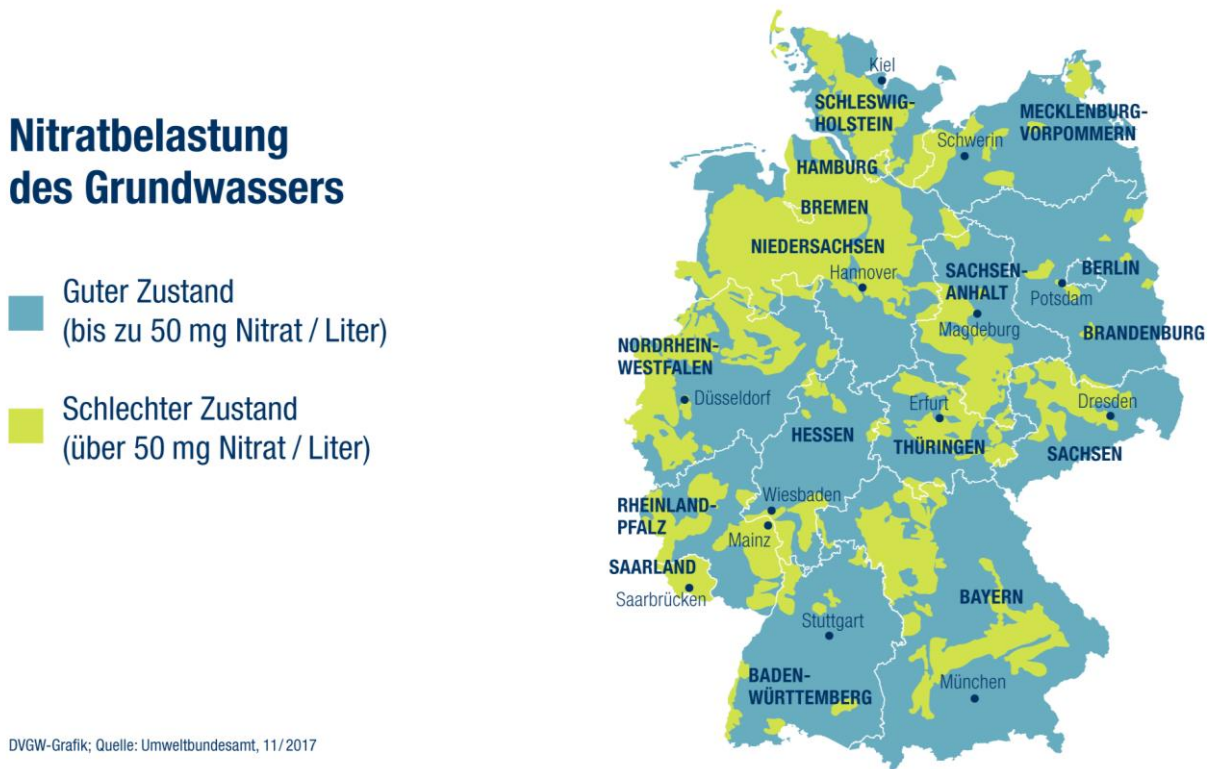 Nitratbelastung
des Grundwassers
Guter Zustand
(bis zu 50 mg Nitrat / Liter)
Schlechter Zustand
(über 50 mg Nitrat / Liter)
DVGW-Grafik; Quelle: Umweltbundesamt, 11/2017
Kiel
SCHLESWIG-
HOLSTEIN
MECKLENBURG-
VORPOMMERN
Schwerin
HAMBURG
BREMEN
NIEDERSACHSEN
Hannover
SACHSEN-
ANHALT
Magdeburg
BERLIN
Potsdam
BRANDENBURG
NORDRHEIN-
WESTFALEN
Düsseldorf
HESSEN
Erfurt
THÜRINGEN
Dresden
SACHSEN
Wiesbaden
RHEINLAND-
PFALZ
Mainz
SAARLAND
Saarbrücken
BAYERN
Stuttgart
BADEN-
WÜRTTEMBERG
München